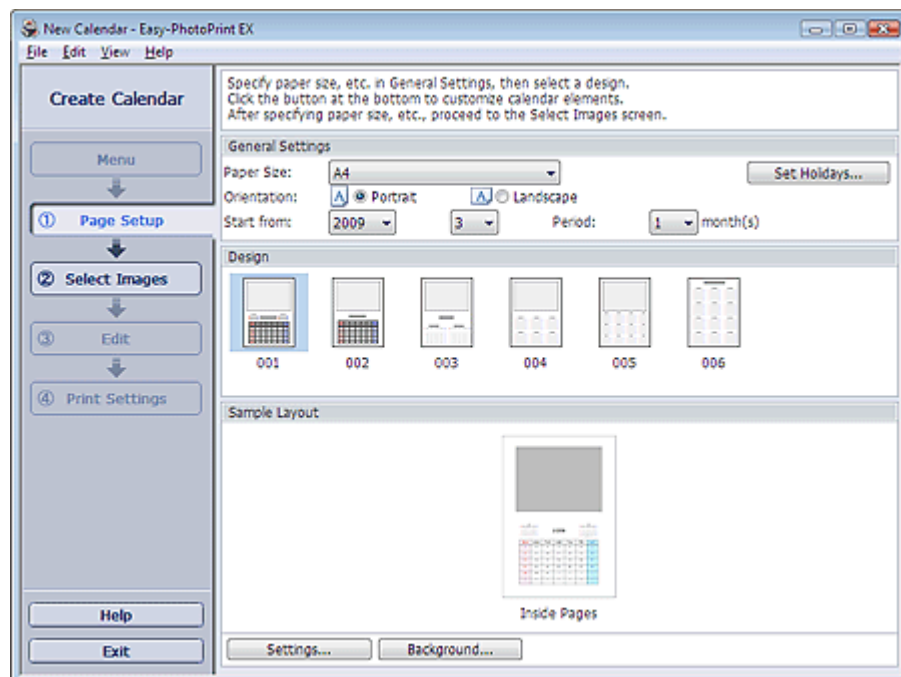 New Calendar - Easy-PhotoPrint EX
File Edit View Help
Create Calendar
Menu
① Page Setup
② Select Images
③ Edit
④ Print Settings
Help
Exit
Specify paper size, etc. in General Settings, then select a design.
Click the button at the bottom to customize calendar elements.
After specifying paper size, etc., proceed to the Select Images screen.
General Settings
Paper Size: A4 Set Holidays...
Orientation: A Portrait A Landscape
Start from: 2009 3 Period: 1 month(s)
Design
001 002 003 004 005 006
Sample Layout
Inside Pages
Settings... Background...